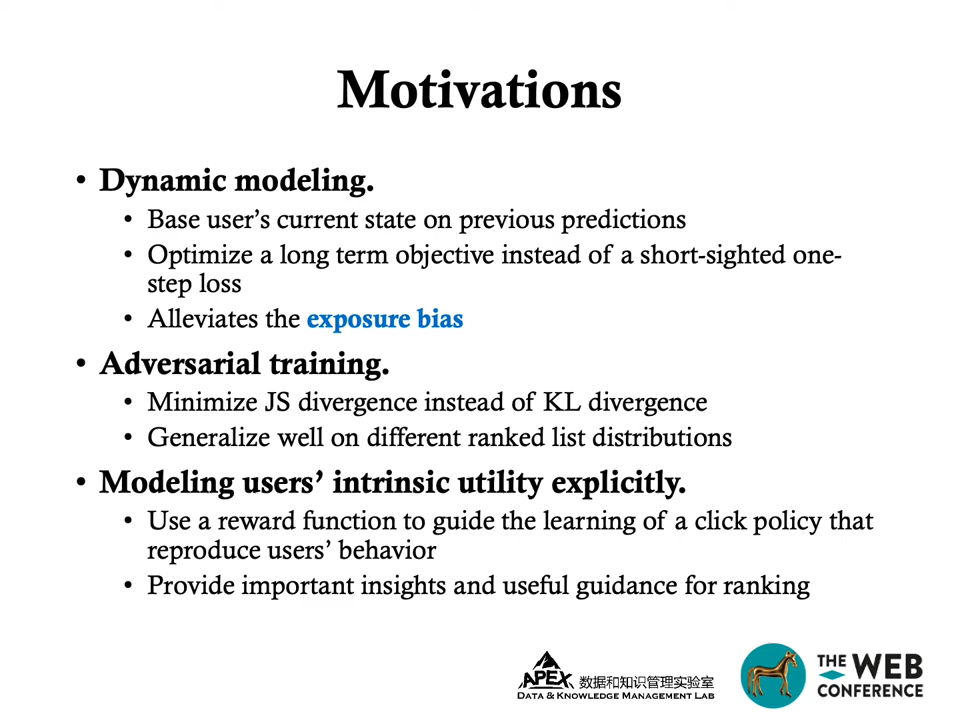 Motivations
• Dynamic modeling.
• Base user's current state on previous predictions
• Optimize a long term objective instead of a short-sighted one-
step loss
• Alleviates the exposure bias
• Adversarial training.
• Minimize JS divergence instead of KL divergence
• Generalize well on different ranked list distributions
• Modeling users' intrinsic utility explicitly.
• Use a reward function to guide the learning of a click policy that
reproduce users' behavior
• Provide important insights and useful guidance for ranking
APEX 数据和知识管理实验室
DATA & KNOWLEDGE MANAGEMENT LAB
THE WEB
CONFERENCE